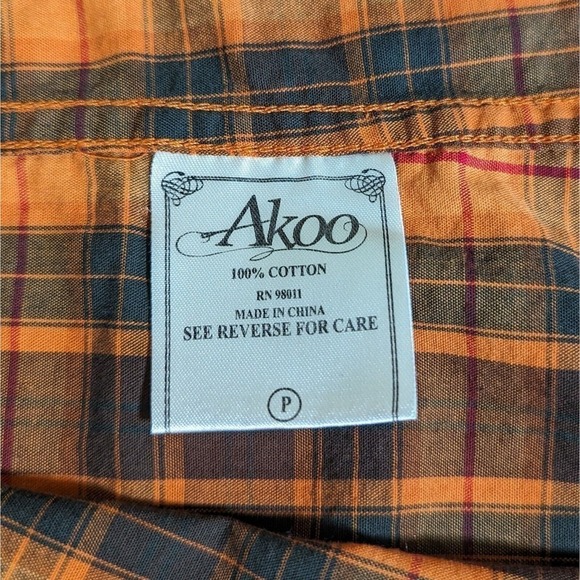 Akoo
100% COTTON
RN 98011
MADE IN CHINA
SEE REVERSE FOR CARE
P